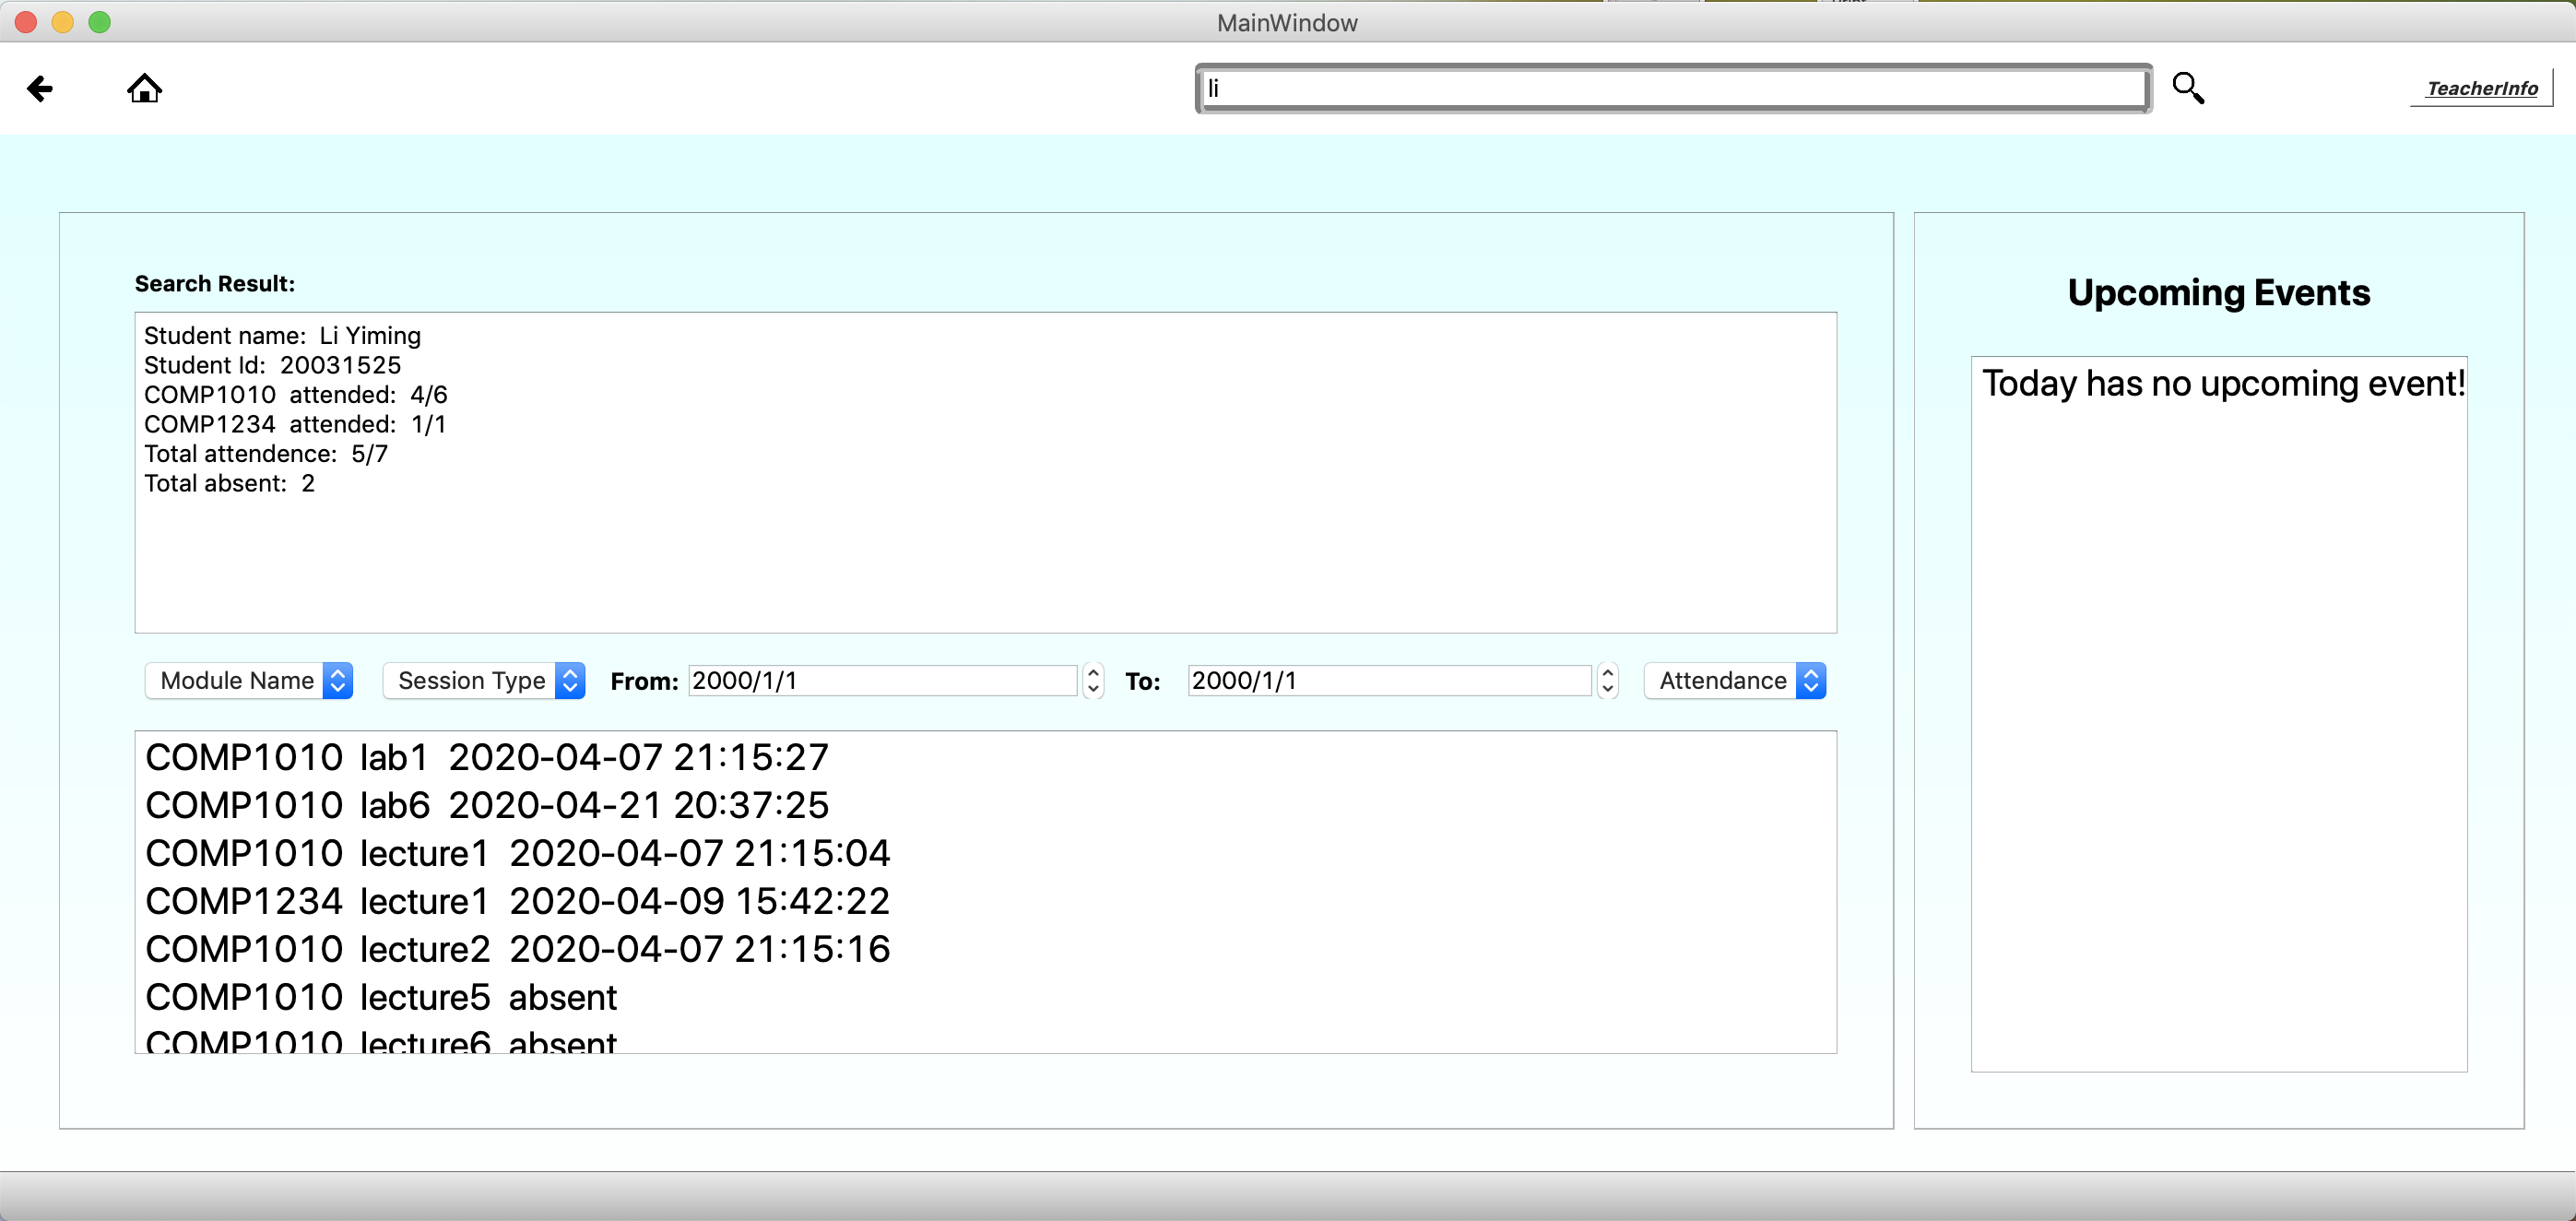 MainWindow
li
TeacherInfo
Search Result:
Student name:  Li Yiming
Student Id:  20031525
COMP1010  attended:  4/6
COMP1234  attended:  1/1
Total attendence:  5/7
Total absent:  2
Module Name Session Type From: 2000/1/1 To: 2000/1/1 Attendance
COMP1010  lab1  2020-04-07 21:15:27
COMP1010  lab6  2020-04-21 20:37:25
COMP1010  lecture1  2020-04-07 21:15:04
COMP1234  lecture1  2020-04-09 15:42:22
COMP1010  lecture2  2020-04-07 21:15:16
COMP1010  lecture5  absent
COMP1010  lecture6  absent
Upcoming Events
Today has no upcoming event!